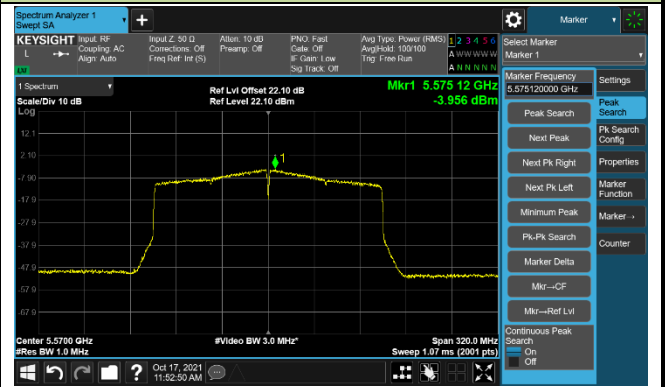 Spectrum Analyzer 1
Swept SA
+
Marker
KEYSIGHT
L
Input: RF
Coupling: AC
Align: Auto
Input Z: 50 Ω
Corrections: Off
Freq Ref: Int (S)
Atten: 10 dB
Preamp: Off
PNO: Fast
Gate: Off
IF Gain: Low
Sig Track: Off
Avg Type: Power (RMS)
Avg|Hold: 100/100
Trig: Free Run
1 2 3 4 5 6
A W W W W W
A N N N N N
Select Marker
Marker 1
1 Spectrum
Scale/Div 10 dB
Log
Ref Lvl Offset 22.10 dB
Ref Level 22.10 dBm
Mkr1 5.575 12 GHz
-3.956 dBm
12.1
2.10
-7.90
-17.9
-27.9
-37.9
-47.9
-57.9
-67.9
1
Center 5.5700 GHz
#Res BW 1.0 MHz
#Video BW 3.0 MHz*
Span 320.0 MHz
Sweep 1.07 ms (2001 pts)
Marker Frequency
5.575120000 GHz
Peak Search
Next Peak
Next Pk Right
Next Pk Left
Minimum Peak
Pk-Pk Search
Marker Delta
Mkr→CF
Mkr→Ref Lvl
Continuous Peak
Search
On
Off
Settings
Peak
Search
Pk Search
Config
Properties
Marker
Function
Marker→
Counter
?
Oct 17, 2021
11:52:50 AM